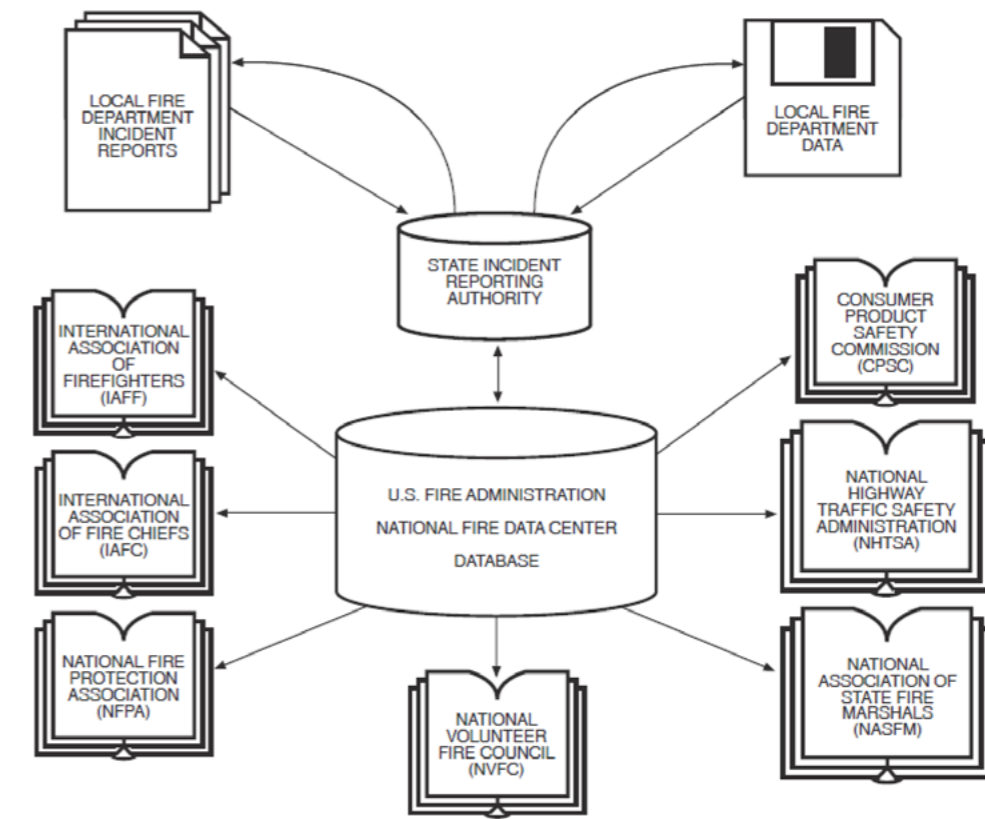 LOCAL FIRE
DEPARTMENT
INCIDENT
REPORTS
LOCAL FIRE
DEPARTMENT
DATA
STATE INCIDENT
REPORTING
AUTHORITY
INTERNATIONAL
ASSOCIATION
OF
FIREFIGHTERS
(IAFF)
CONSUMER
PRODUCT
SAFETY
COMMISSION
(CPSC)
INTERNATIONAL
ASSOCIATION
OF FIRE CHIEFS
(IAFC)
U.S. FIRE ADMINISTRATION
NATIONAL FIRE DATA CENTER
DATABASE
NATIONAL
HIGHWAY
TRAFFIC SAFETY
ADMINISTRATION
(NHTSA)
NATIONAL FIRE
PROTECTION
ASSOCIATION
(NFPA)
NATIONAL
VOLUNTEER
FIRE COUNCIL
(NVFC)
NATIONAL
ASSOCIATION OF
STATE FIRE
MARSHALS
(NASFM)